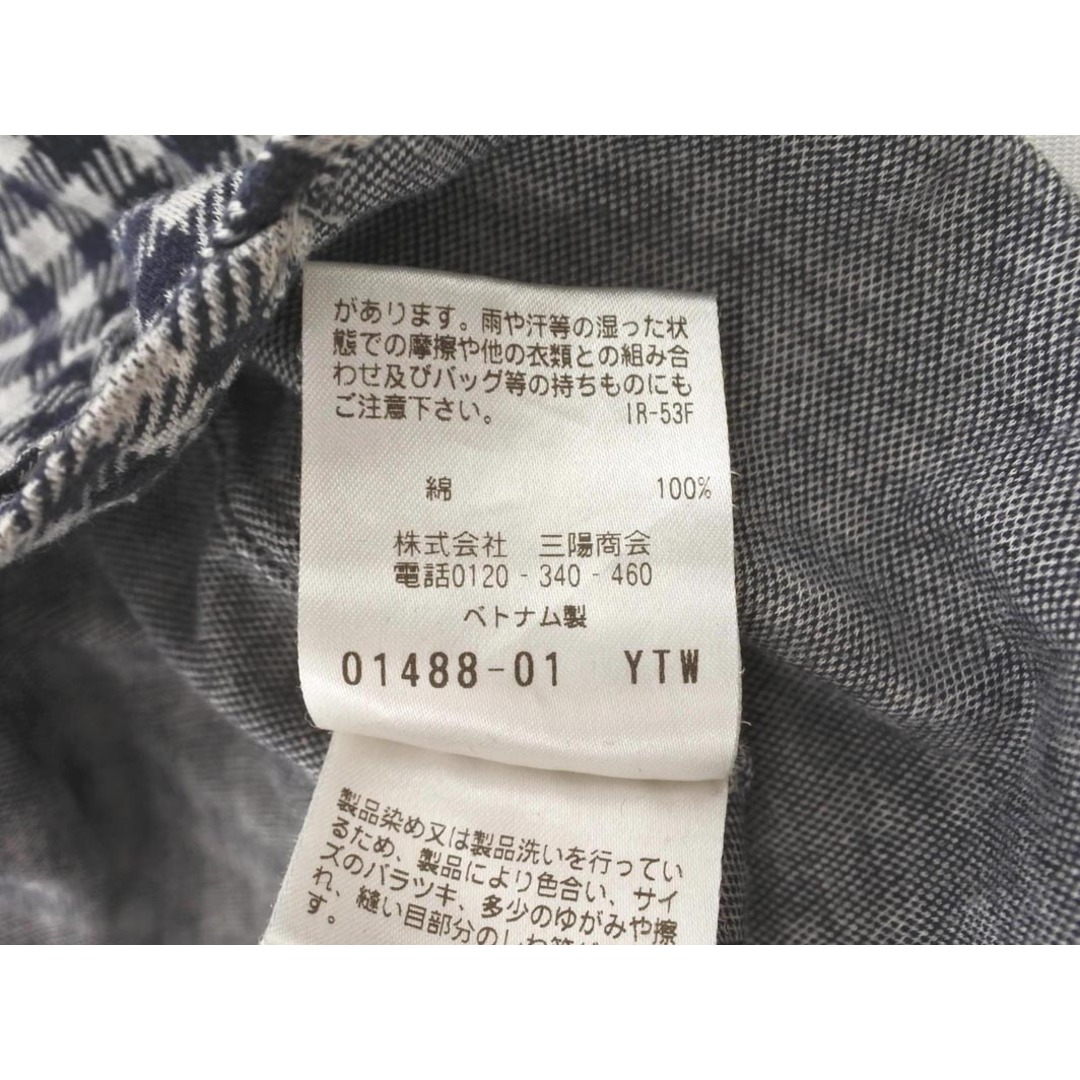 があります。雨や汗等の湿った状
態での摩擦や他の衣類との組み合
わせ及びバッグ等の持ちものにも
ご注意下さい。 IR-53F
綿 100%
株式会社 三陽商会
電話0120-340-460
ベトナム製
01488-01 YTW
製品染め又は製品洗いを行ってい
るため、製品により色合い、サイ
ズのバラツキ、多少のゆがみや擦
れ、縫い目部分のしわ等が
す。